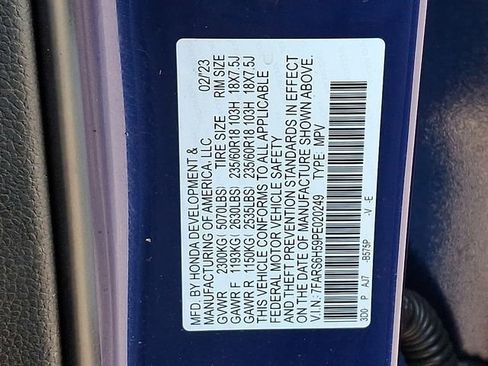 MFD. BY HONDA DEVELOPMENT &
MANUFACTURING OF AMERICA, LLC 02/'23
GVWR 2300KG( 5070LBS) TIRE SIZE RIM SIZE
GAWR F 1193KG( 2630LBS) 235/60R18 103H 18X7.5J
GAWR R 1150KG( 2535LBS) 235/60R18 103H 18X7.5J
THIS VEHICLE CONFORMS TO ALL APPLICABLE
FEDERAL MOTOR VEHICLE SAFETY
AND THEFT PREVENTION STANDARDS IN EFFECT
ON THE DATE OF MANUFACTURE SHOWN ABOVE.
V.I.N.: 7FARS6H59PE020249 TYPE: MPV
3D0 P AJ7 -B575P -V -E